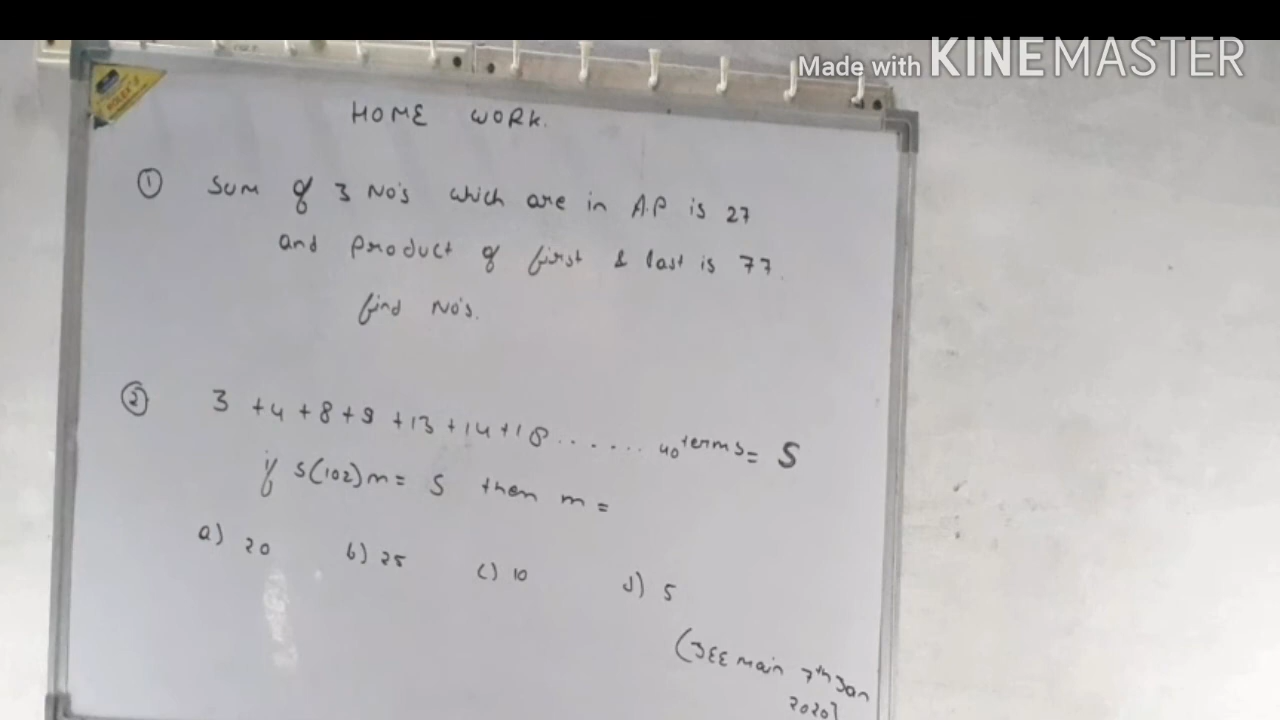 Made with KINEMASTER
HOME WORK.
① Sum of 3 No's which are in A.P is 27
and product of first & last is 77.
find No's.
② 3 +4 +8 +9 +13 +14 +18 ....... 40 terms = S
if S(102)m = S then m =
a) 20 b) 25 c) 10 d) 5
(JEE main 7th Jan
2020)